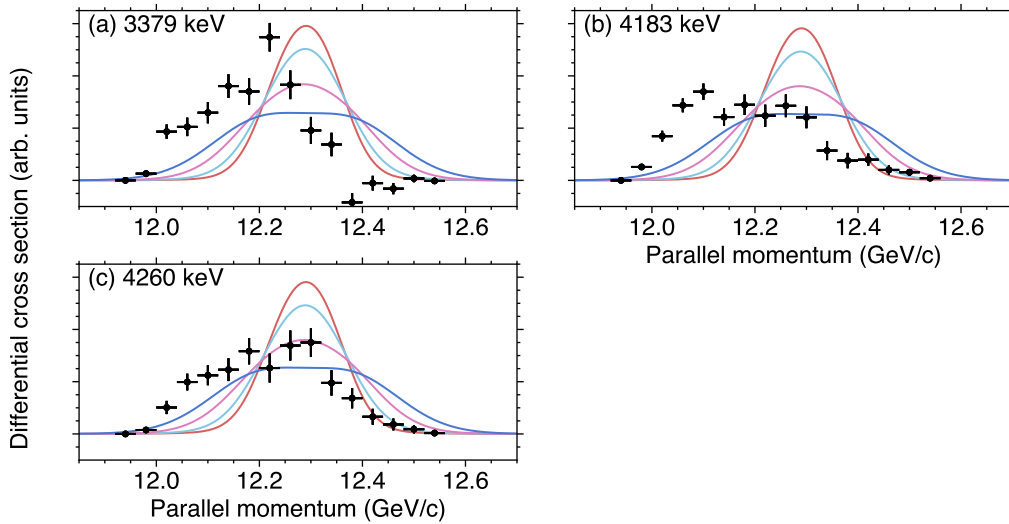 (a) 3379 keV
(b) 4183 keV
12.0 12.2 12.4 12.6
12.0 12.2 12.4 12.6
Parallel momentum (GeV/c)
(c) 4260 keV
12.0 12.2 12.4 12.6
Parallel momentum (GeV/c)
Differential cross section (arb. units)